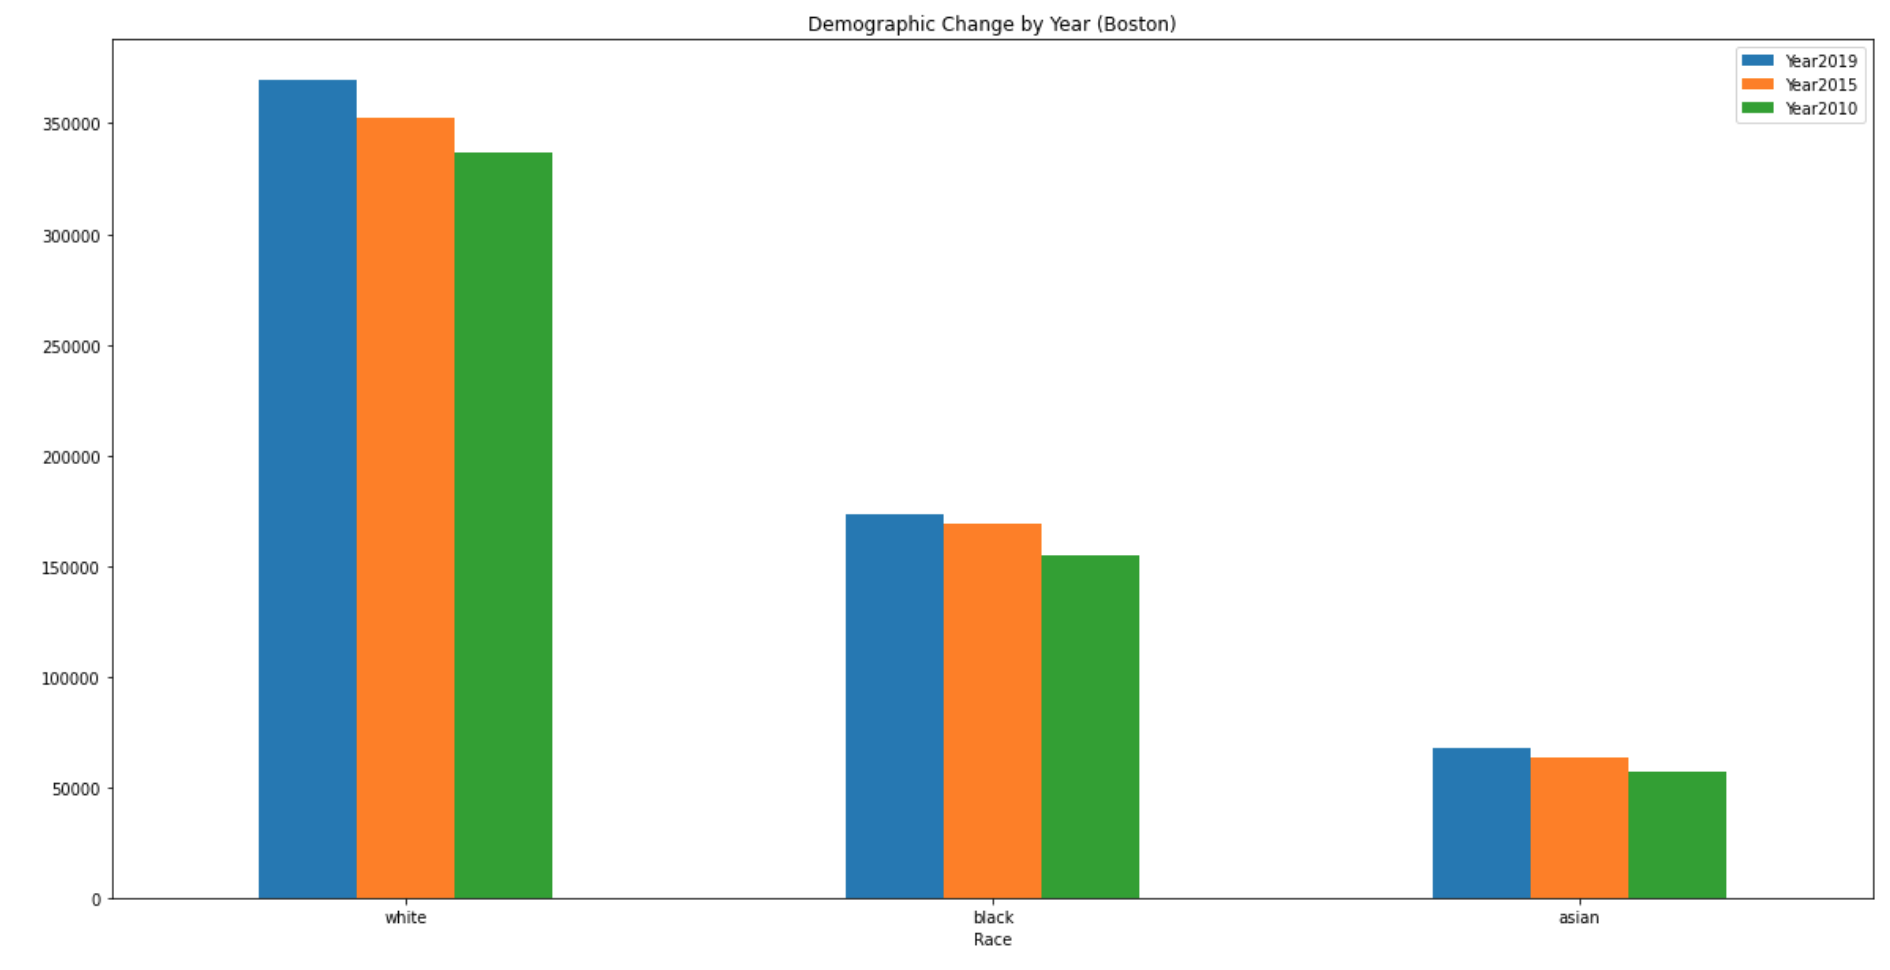 Demographic Change by Year (Boston)
Year2019
Year2015
Year2010
350000
300000
250000
200000
150000
100000
50000
0
white
black
asian
Race